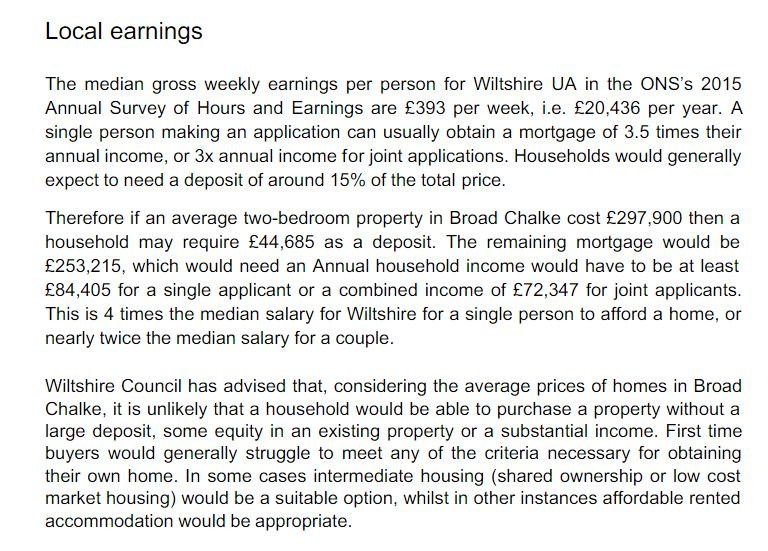 Local earnings
The median gross weekly earnings per person for Wiltshire UA in the ONS's 2015
Annual Survey of Hours and Earnings are £393 per week, i.e. £20,436 per year. A
single person making an application can usually obtain a mortgage of 3.5 times their
annual income, or 3x annual income for joint applications. Households would generally
expect to need a deposit of around 15% of the total price.
Therefore if an average two-bedroom property in Broad Chalke cost £297,900 then a
household may require £44,685 as a deposit. The remaining mortgage would be
£253,215, which would need an Annual household income would have to be at least
£84,405 for a single applicant or a combined income of £72,347 for joint applicants.
This is 4 times the median salary for Wiltshire for a single person to afford a home, or
nearly twice the median salary for a couple.
Wiltshire Council has advised that, considering the average prices of homes in Broad
Chalke, it is unlikely that a household would be able to purchase a property without a
large deposit, some equity in an existing property or a substantial income. First time
buyers would generally struggle to meet any of the criteria necessary for obtaining
their own home. In some cases intermediate housing (shared ownership or low cost
market housing) would be a suitable option, whilst in other instances affordable rented
accommodation would be appropriate.